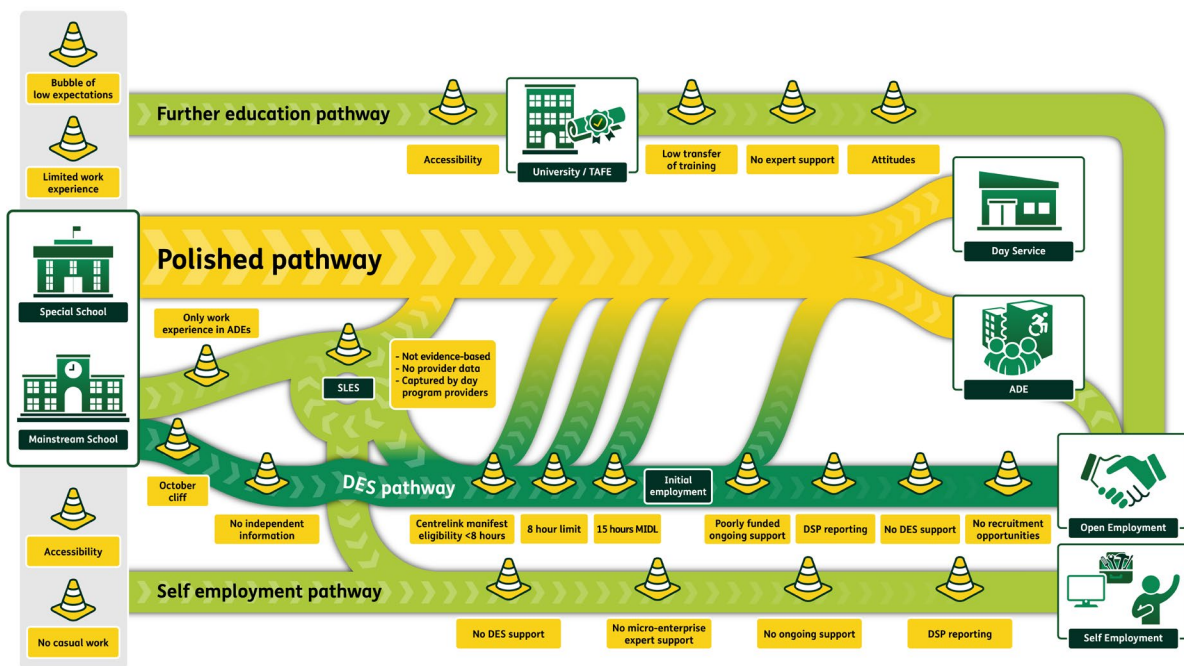 Bubble of
low expectations
Limited work
experience
Further education pathway
Accessibility
University / TAFE
Low transfer
of training
No expert support
Attitudes
Special School
Mainstream School
Polished pathway
Day Service
ADE
Only work
experience in ADEs
SLES
- Not evidence-based
- No provider data
- Captured by day
program providers
October
cliff
No independent
information
DES pathway
Centrelink manifest
eligibility <8 hours
8 hour limit
15 hours MIDL
Initial
employment
Poorly funded
ongoing support
DSP reporting
No DES support
No recruitment
opportunities
Open Employment
Accessibility
No casual work
Self employment pathway
No DES support
No micro-enterprise
expert support
No ongoing support
DSP reporting
Self Employment